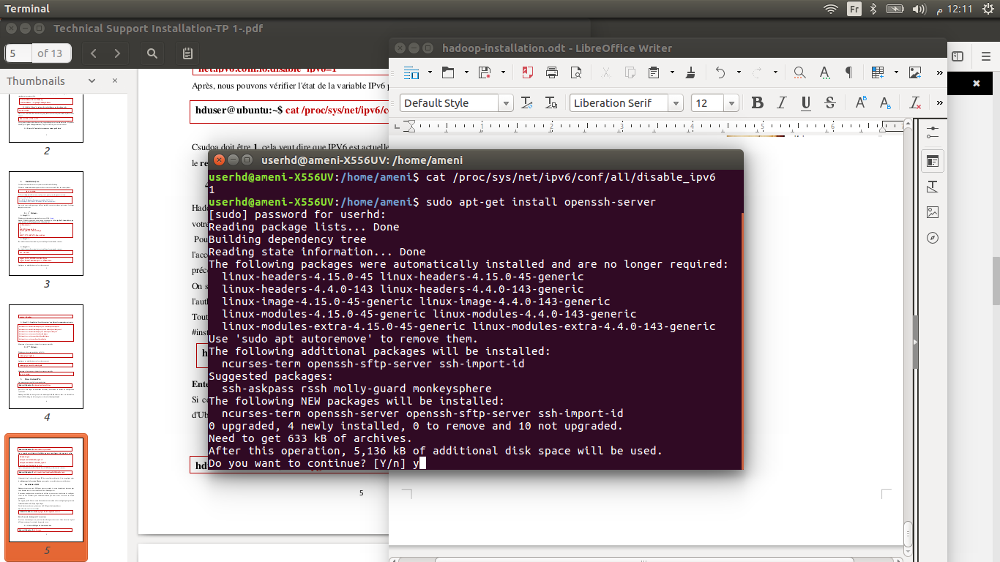 Terminal
Fr
12:11 م
Technical Support Installation-TP 1-.pdf
5 of 13
Thumbnails
2
3
4
5
Après, nous pouvons vérifier l'état de la variable IPv6
hduser@ubuntu:~$ cat /proc/sys/net/ipv6/c
Csudoa doit être 1, cela veut dire que IPV6 est actuelle
le
Hado
votre
Pou
l'acc
préc
On s
l'auth
Tout
#inst
h
Ente
Si c
d'Ub
hd
5
hadoop-installation.odt - LibreOffice Writer
Default Style
Liberation Serif
12
1 2 3 4 5 6 7
userhd@ameni-X556UV: /home/ameni
userhd@ameni-X556UV:/home/ameni$ cat /proc/sys/net/ipv6/conf/all/disable_ipv6
1
userhd@ameni-X556UV:/home/ameni$ sudo apt-get install openssh-server
[sudo] password for userhd:
Reading package lists... Done
Building dependency tree
Reading state information... Done
The following packages were automatically installed and are no longer required:
linux-headers-4.15.0-45 linux-headers-4.15.0-45-generic
linux-headers-4.4.0-143 linux-headers-4.4.0-143-generic
linux-image-4.15.0-45-generic linux-image-4.4.0-143-generic
linux-modules-4.15.0-45-generic linux-modules-4.4.0-143-generic
linux-modules-extra-4.15.0-45-generic linux-modules-extra-4.4.0-143-generic
Use 'sudo apt autoremove' to remove them.
The following additional packages will be installed:
ncurses-term openssh-sftp-server ssh-import-id
Suggested packages:
ssh-askpass rssh molly-guard monkeysphere
The following NEW packages will be installed:
ncurses-term openssh-server openssh-sftp-server ssh-import-id
0 upgraded, 4 newly installed, 0 to remove and 10 not upgraded.
Need to get 633 kB of archives.
After this operation, 5,136 kB of additional disk space will be used.
Do you want to continue? [Y/n] y